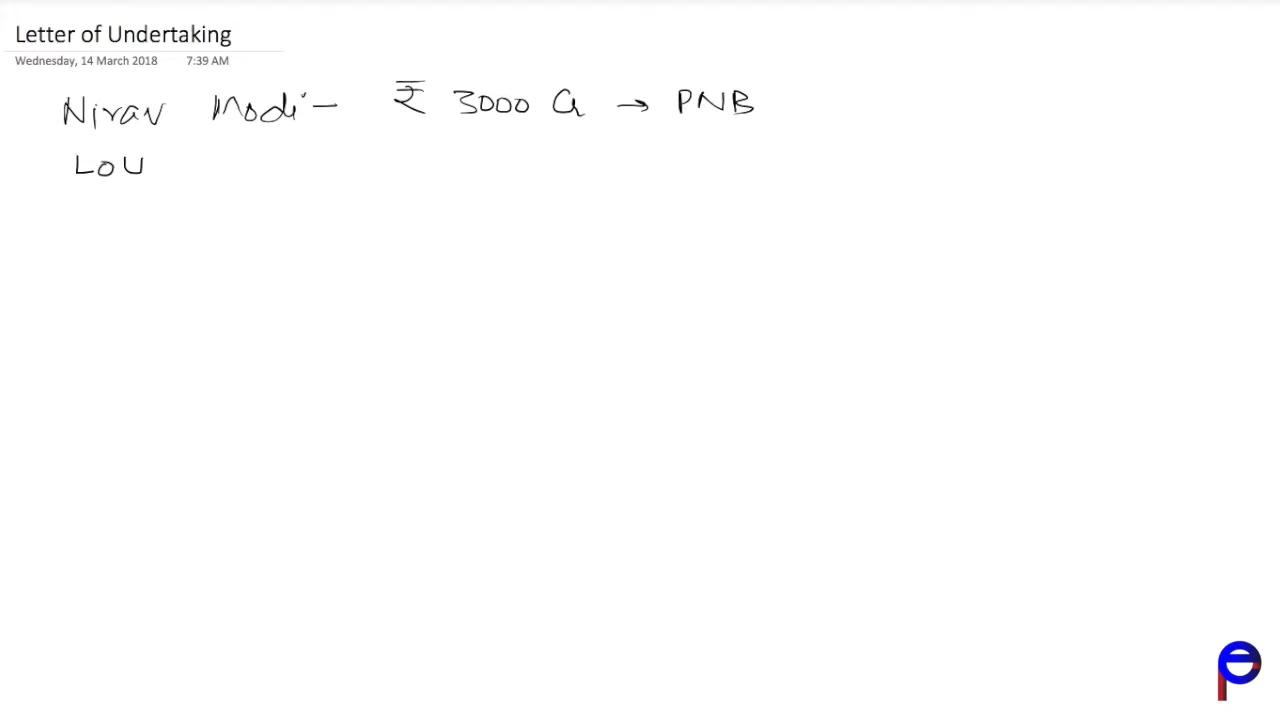 Letter of Undertaking
Wednesday, 14 March 2018 7:39 AM
Nirav Modi - ₹ 3000 Cr → PNB
LOU